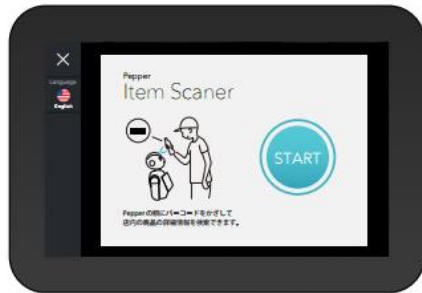 ×
Language
English
Pepper
Item Scaner
START
Pepperの額にバーコードをかざして
店内の商品の詳細情報を検索できます。